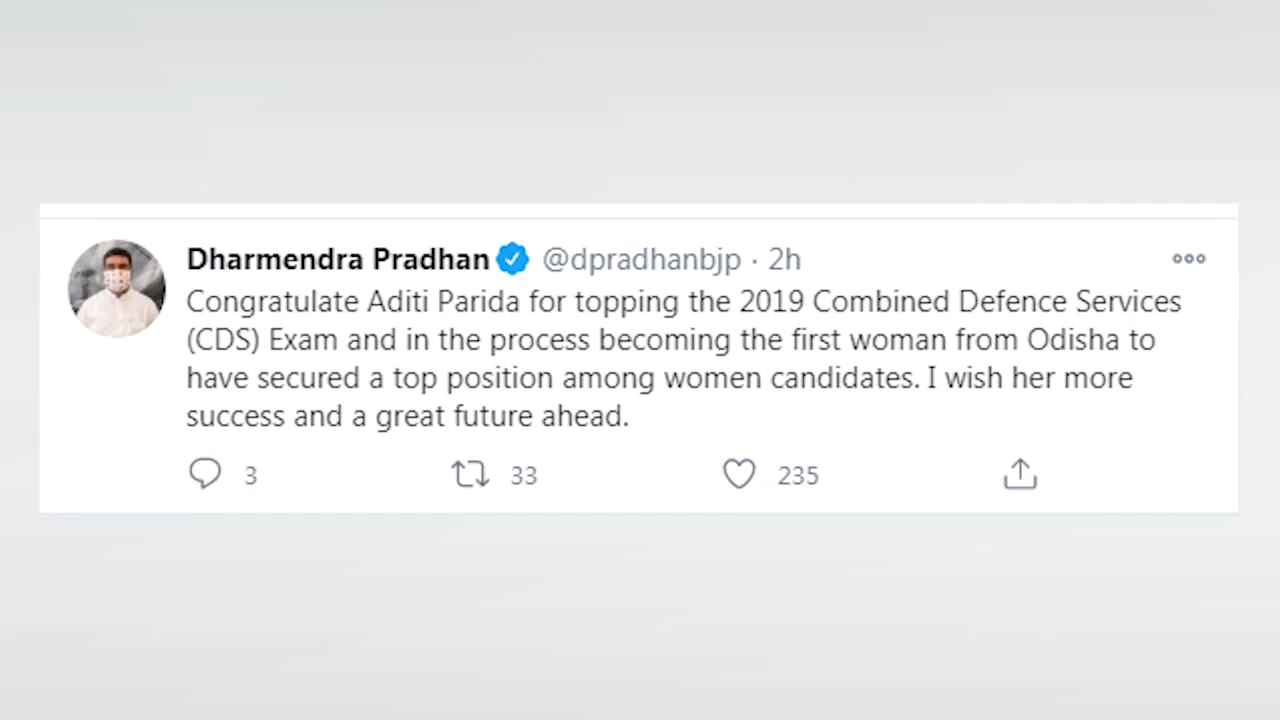 Dharmendra Pradhan @dpradhanbjp · 2h
Congratulate Aditi Parida for topping the 2019 Combined Defence Services
(CDS) Exam and in the process becoming the first woman from Odisha to
have secured a top position among women candidates. I wish her more
success and a great future ahead.
3 33 235